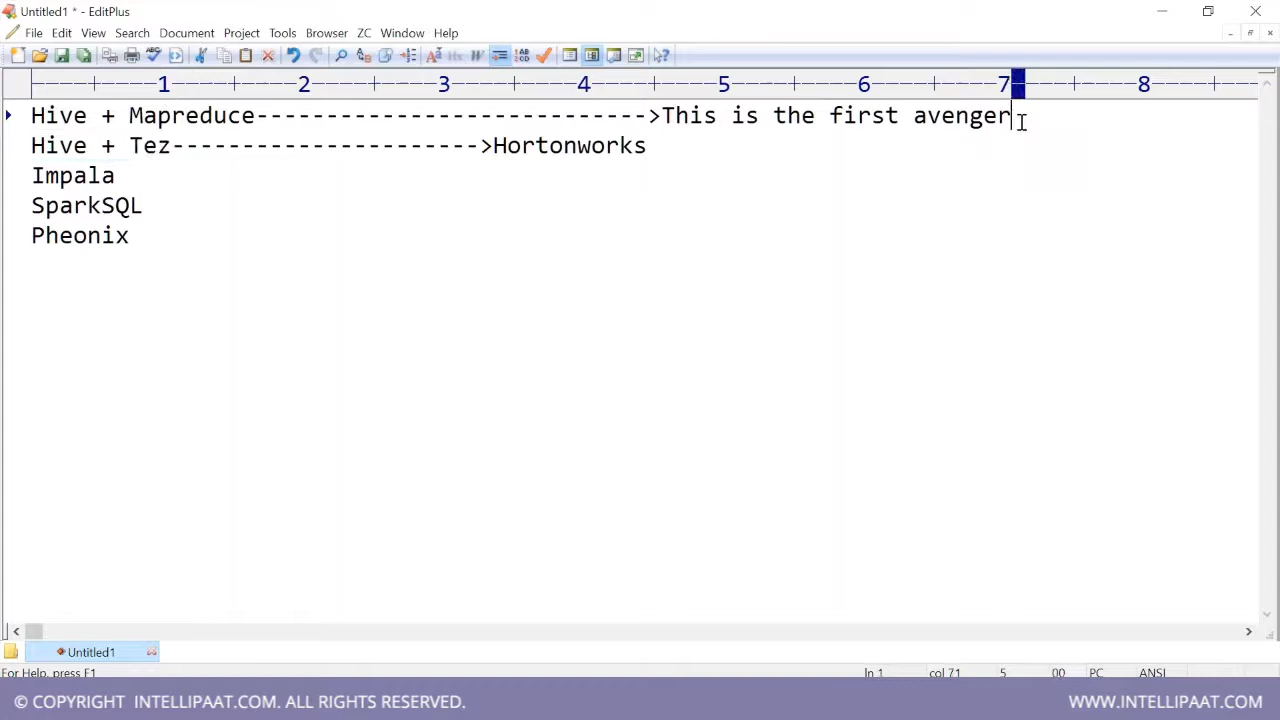 Untitled1 * - EditPlus
File Edit View Search Document Project Tools Browser ZC Window Help
1 2 3 4 5 6 7 8
Hive + Mapreduce---------------------------->This is the first avenger
Hive + Tez---------------------->Hortonworks
Impala
SparkSQL
Pheonix
Untitled1
For Help, press F1 ln 1 col 71 5 00 PC ANSI
© COPYRIGHT INTELLIPAAT.COM. ALL RIGHTS RESERVED. WWW.INTELLIPAAT.COM